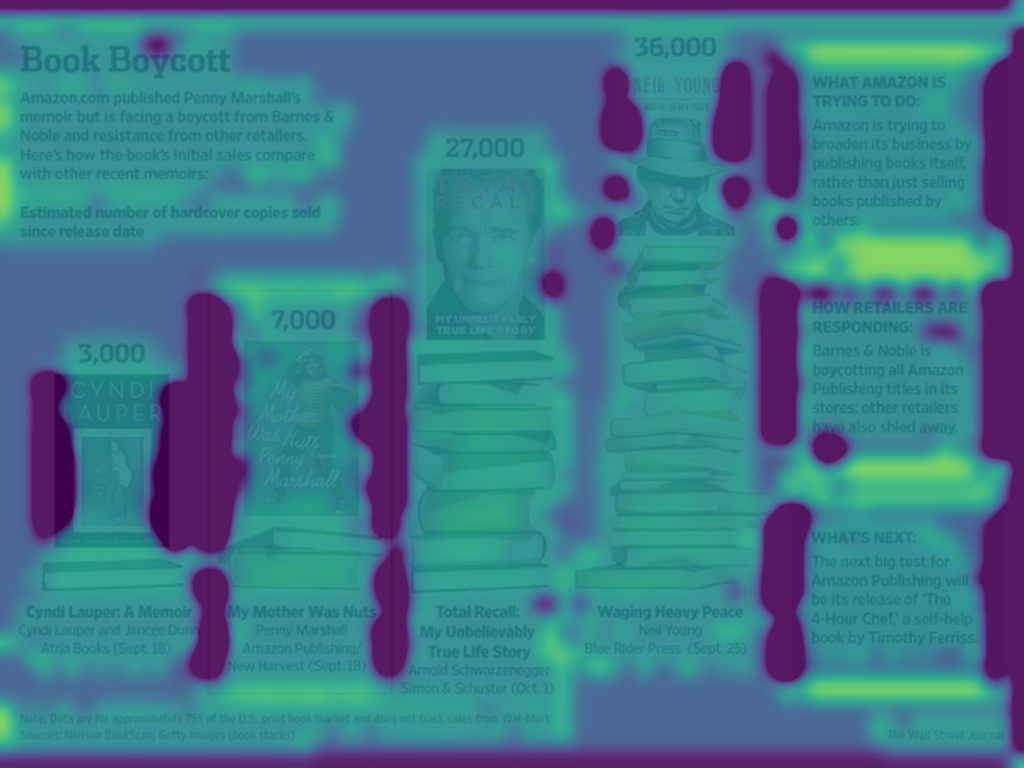 Book Boycott
Amazon.com published Penny Marshall's
memoir but is facing a boycott from Barnes &
Noble and resistance from other retailers.
Here's how the book's initial sales compare
with other recent memoirs:
Estimated number of hardcover copies sold
since release date
3,000
CYNDI
LAUPER
Cyndi Lauper: A Memoir
Cyndi Lauper and Jancee Dunn
Atria Books (Sept. 18)
7,000
My
Mother
Was Nuts
Penny
Marshall
My Mother Was Nuts
Penny Marshall
Amazon Publishing/
New Harvest (Sept. 18)
27,000
TOTAL
RECALL
MY UNBELIEVABLY
TRUE LIFE STORY
Total Recall:
My Unbelievably
True Life Story
Arnold Schwarzenegger
Simon & Schuster (Oct. 1)
36,000
NEIL YOUNG
WAGING HEAVY PEACE
Waging Heavy Peace
Neil Young
Blue Rider Press (Sept. 25)
WHAT AMAZON IS
TRYING TO DO:
Amazon is trying to
broaden its business by
publishing books itself,
rather than just selling
books published by
others.
HOW RETAILERS ARE
RESPONDING:
Barnes & Noble is
boycotting all Amazon
Publishing titles in its
stores; other retailers
have also shied away.
WHAT'S NEXT:
The next big test for
Amazon Publishing will
be its release of 'The
4-Hour Chef,' a self-help
book by Timothy Ferriss.
Note: Data are for approximately 75% of the U.S. print book market and does not track sales from Wal-Mart.
Sources: Nielsen BookScan; Getty Images (book stacks)
The Wall Street Journal